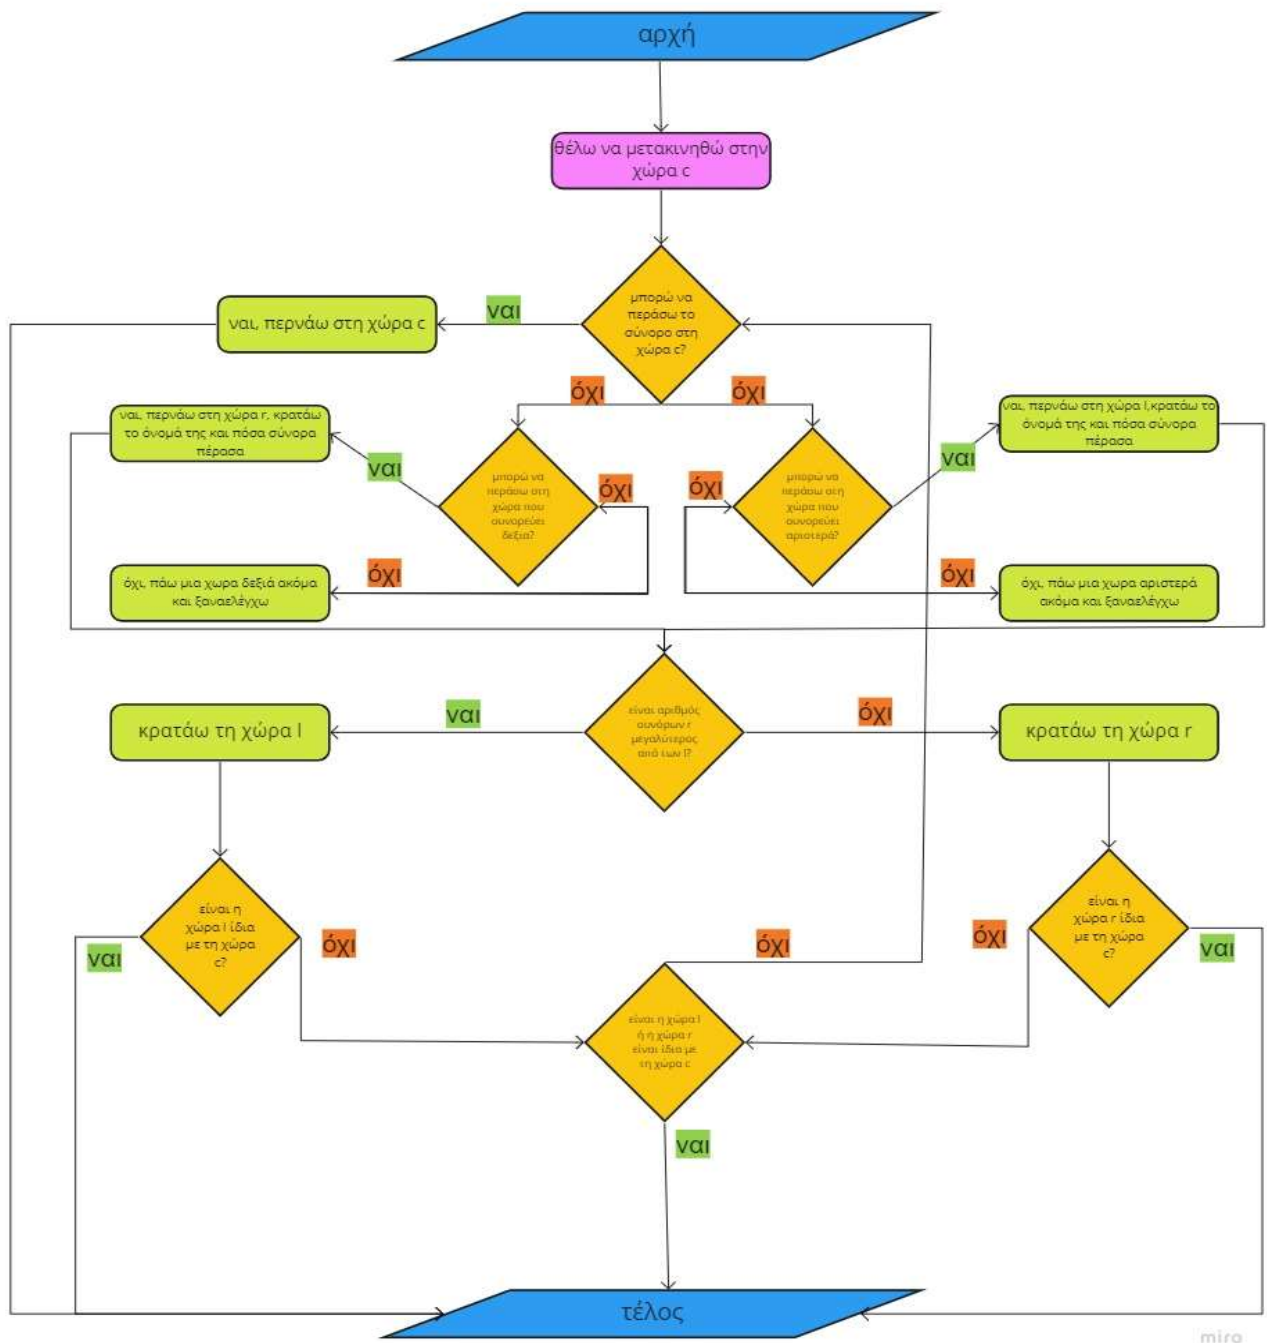 αρχή
θέλω να μετακινηθώ στην
χώρα c
μπορώ να
περάσω το
σύνορο στη
χώρα c?
ναι
ναι, περνάω στη χώρα c
όχι
όχι
ναι, περνάω στη χώρα r, κρατάω
το όνομά της και πόσα σύνορα
πέρασα
ναι
μπορώ να
περάσω στη
χώρα που
συνορεύει
δεξια?
όχι
όχι
μπορώ να
περάσω στη
χώρα που
συνορεύει
αριστερά?
ναι
ναι, περνάω στη χώρα l,κρατάω το
όνομά της και πόσα σύνορα
πέρασα
όχι, πάω μια χωρα δεξιά ακόμα
και ξαναελέγχω
όχι
όχι
όχι, πάω μια χωρα αριστερά
ακόμα και ξαναελέγχω
κρατάω τη χώρα l
ναι
είναι αριθμός
συνόρων r
μεγαλύτερος
από των l?
όχι
κρατάω τη χώρα r
είναι η
χώρα l ίδια
με τη χώρα
c?
ναι
όχι
όχι
όχι
είναι η
χώρα r ίδια
με τη χώρα
c?
ναι
είναι η χώρα l
ή η χώρα r
είναι ίδια με
τη χώρα c
ναι
τέλος
miro